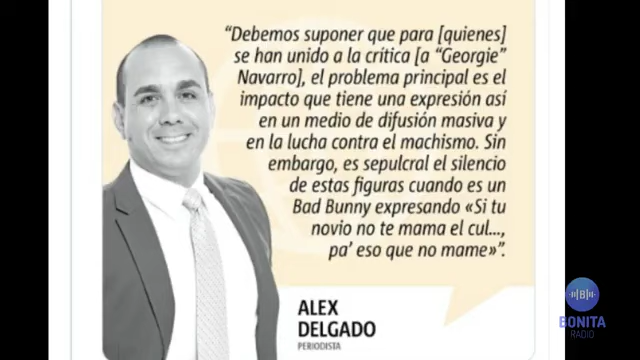 “Debemos suponer que para [quienes]
se han unido a la crítica [a “Georgie”
Navarro], el problema principal es el
impacto que tiene una expresión así
en un medio de difusión masiva y
en la lucha contra el machismo. Sin
embargo, es sepulcral el silencio
de estas figuras cuando es un
Bad Bunny expresando «Si tu
novio no te mama el cul...,
pa’ eso que no mame»”.
ALEX
DELGADO
PERIODISTA
B
BONITA
RADIO